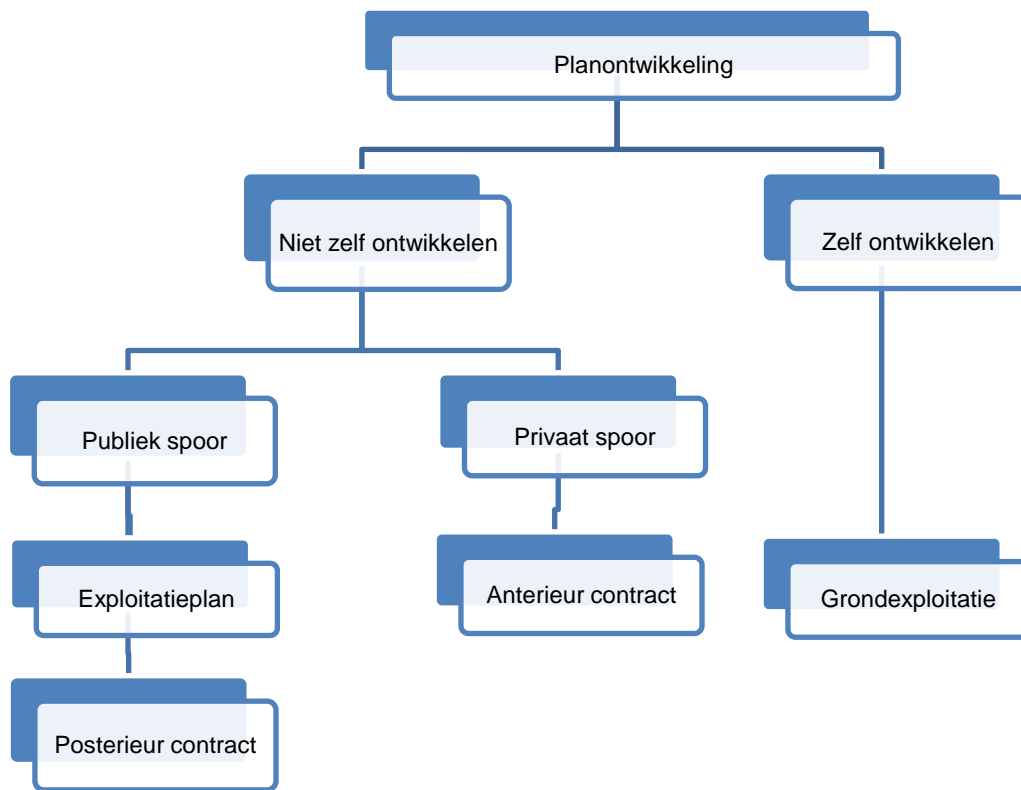 Planontwikkeling
Niet zelf ontwikkelen
Zelf ontwikkelen
Publiek spoor
Privaat spoor
Exploitatieplan
Anterieur contract
Grondexploitatie
Posterieur contract